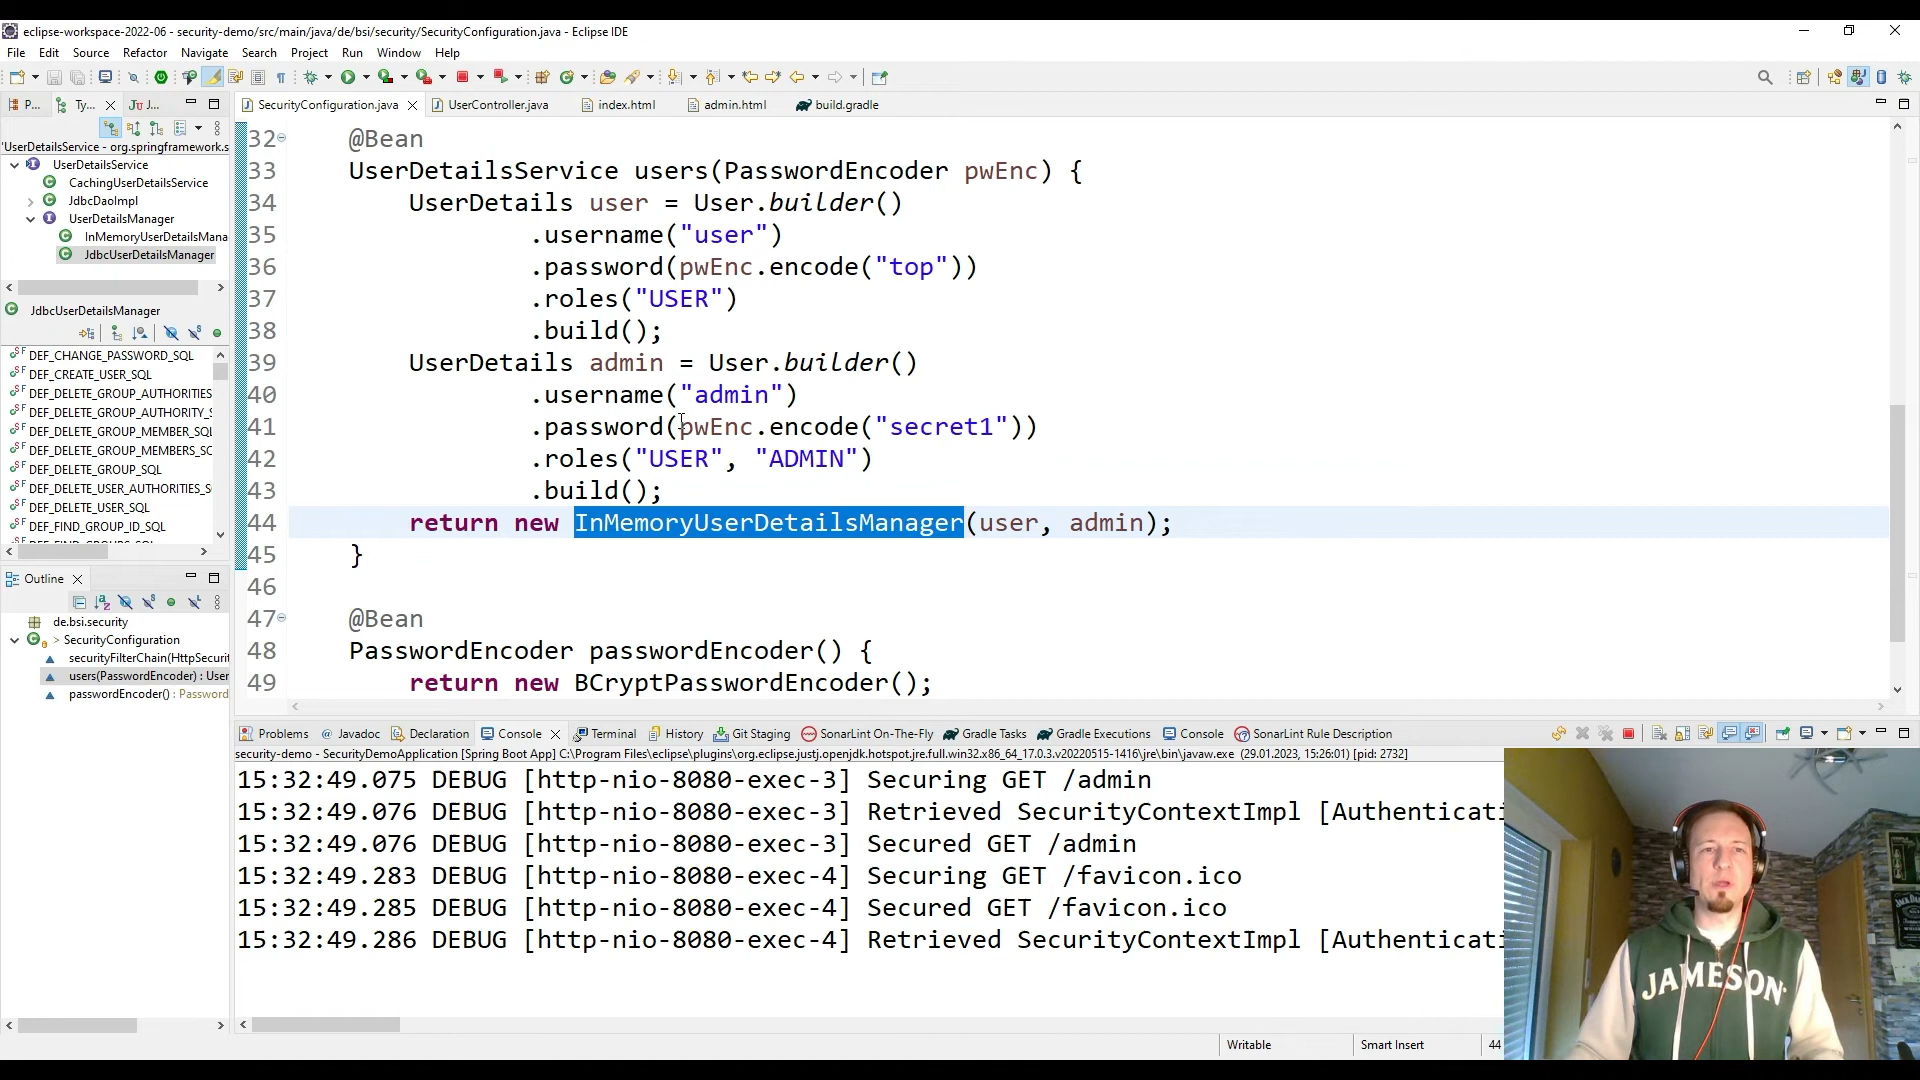 eclipse-workspace-2022-06 - security-demo/src/main/java/de/bsi/security/SecurityConfiguration.java - Eclipse IDE
File Edit Source Refactor Navigate Search Project Run Window Help
P... Ty... J...
SecurityConfiguration.java UserController.java index.html admin.html build.gradle
'UserDetailsService - org.springframework.s
UserDetailsService
CachingUserDetailsService
JdbcDaoImpl
UserDetailsManager
InMemoryUserDetailsMana
JdbcUserDetailsManager
JdbcUserDetailsManager
DEF_CHANGE_PASSWORD_SQL
DEF_CREATE_USER_SQL
DEF_DELETE_GROUP_AUTHORITIES
DEF_DELETE_GROUP_AUTHORITY_S
DEF_DELETE_GROUP_MEMBER_SQL
DEF_DELETE_GROUP_MEMBERS_SQ
DEF_DELETE_GROUP_SQL
DEF_DELETE_USER_AUTHORITIES_S
DEF_DELETE_USER_SQL
DEF_FIND_GROUP_ID_SQL
Outline
de.bsi.security
> SecurityConfiguration
securityFilterChain(HttpSecurit
users(PasswordEncoder) : User
passwordEncoder() : Password
32 @Bean
33 UserDetailsService users(PasswordEncoder pwEnc) {
34 UserDetails user = User.builder()
35 .username("user")
36 .password(pwEnc.encode("top"))
37 .roles("USER")
38 .build();
39 UserDetails admin = User.builder()
40 .username("admin")
41 .password(pwEnc.encode("secret1"))
42 .roles("USER", "ADMIN")
43 .build();
44 return new InMemoryUserDetailsManager(user, admin);
45 }
46
47 @Bean
48 PasswordEncoder passwordEncoder() {
49 return new BCryptPasswordEncoder();
Problems @ Javadoc Declaration Console Terminal History Git Staging SonarLint On-The-Fly Gradle Tasks Gradle Executions Console SonarLint Rule Description
security-demo - SecurityDemoApplication [Spring Boot App] C:\Program Files\eclipse\plugins\org.eclipse.justj.openjdk.hotspot.jre.full.win32.x86_64_17.0.3.v20220515-1416\jre\bin\javaw.exe (29.01.2023, 15:26:01) [pid: 2732]
15:32:49.075 DEBUG [http-nio-8080-exec-3] Securing GET /admin
15:32:49.076 DEBUG [http-nio-8080-exec-3] Retrieved SecurityContextImpl [Authenticati
15:32:49.076 DEBUG [http-nio-8080-exec-3] Secured GET /admin
15:32:49.283 DEBUG [http-nio-8080-exec-4] Securing GET /favicon.ico
15:32:49.285 DEBUG [http-nio-8080-exec-4] Secured GET /favicon.ico
15:32:49.286 DEBUG [http-nio-8080-exec-4] Retrieved SecurityContextImpl [Authenticati
JAMESON
Writable Smart Insert 44